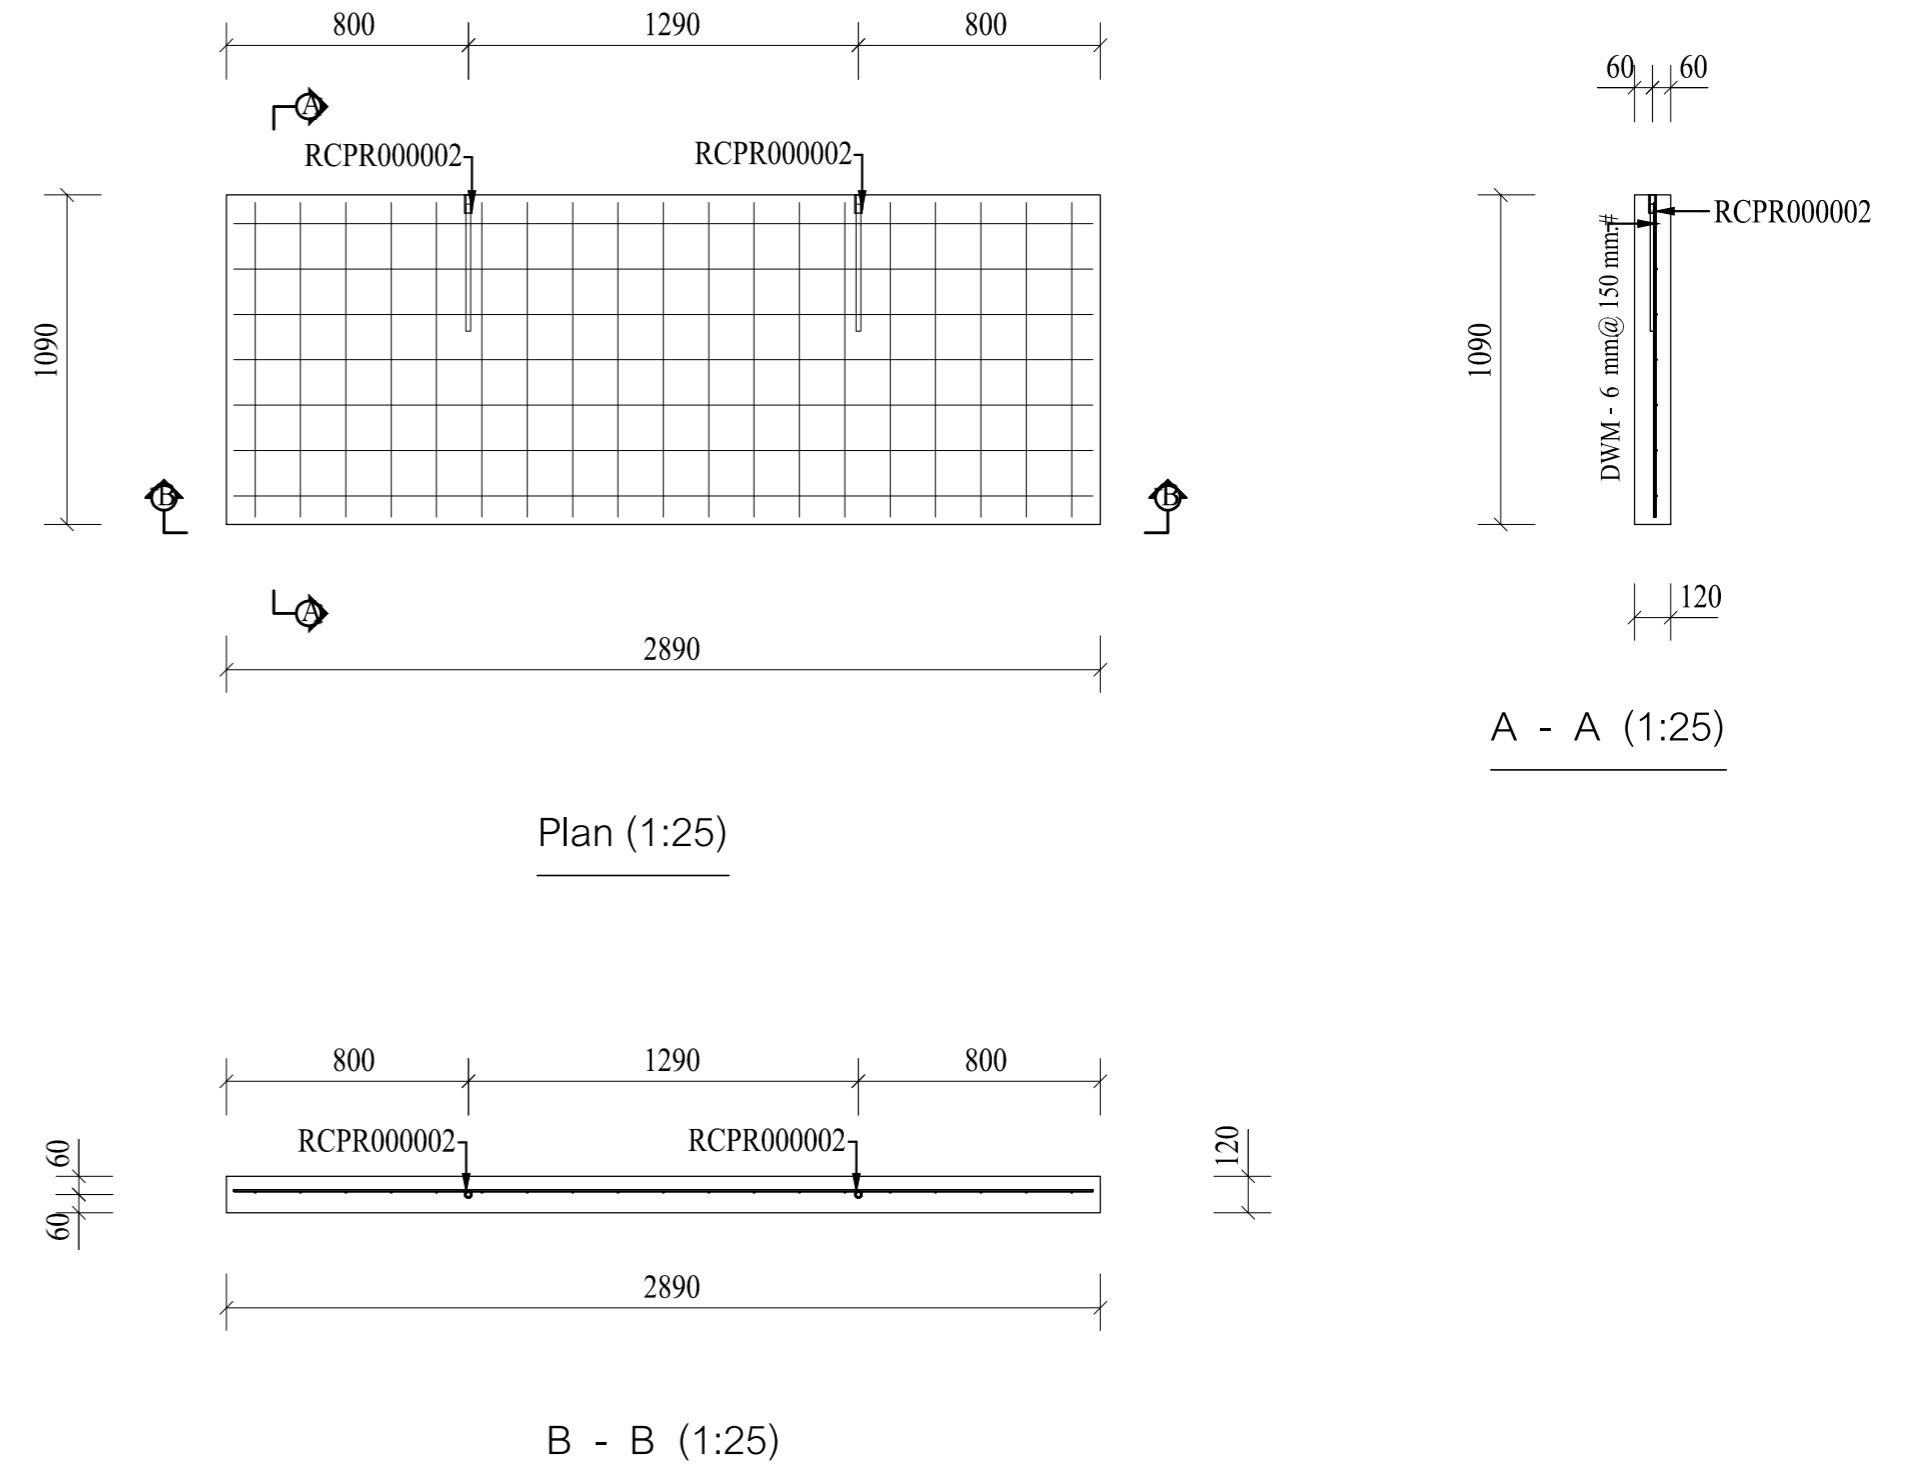 800 1290 800
60 60
A
RCPR000002 RCPR000002
RCPR000002
1090
1090
DWM - 6 mm@ 150 mm.#
B B
A
120
2890
A - A (1:25)
Plan (1:25)
800 1290 800
RCPR000002 RCPR000002
60
60
120
2890
B - B (1:25)